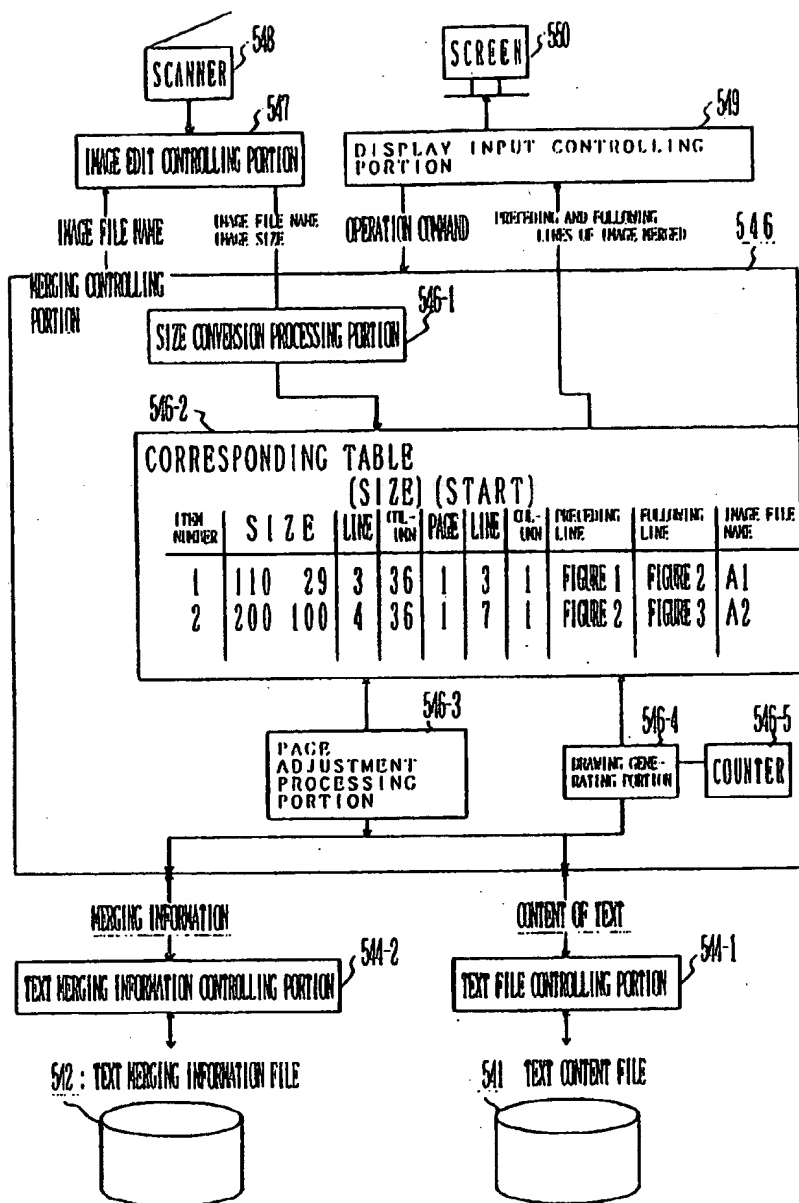 548
550
SCANNER
SCREEN
547
549
IMAGE EDIT CONTROLLING PORTION
DISPLAY INPUT CONTROLLING
PORTION
IMAGE FILE NAME
IMAGE FILE NAME
IMAGE SIZE
OPERATION COMMAND
PRECEDING AND FOLLOWING
LINES OF IMAGE MERGED
546
MERGING CONTROLLING
PORTION
546-1
SIZE CONVERSION PROCESSING PORTION
546-2
CORRESPONDING TABLE
(SIZE) (START)
ITEM NUMBER SIZE LINE COL-UMN PAGE LINE COL-UMN PRECEDING LINE FOLLOWING LINE IMAGE FILE NAME
1 110 29 3 36 1 3 1 FIGURE 1 FIGURE 2 A1
2 200 100 4 36 1 7 1 FIGURE 2 FIGURE 3 A2
546-3
546-4
546-5
PAGE
ADJUSTMENT
PROCESSING
PORTION
DRAWING GENE-
RATING PORTION
COUNTER
MERGING INFORMATION
CONTENT OF TEXT
544-2
544-1
TEXT MERGING INFORMATION CONTROLLING PORTION
TEXT FILE CONTROLLING PORTION
542 : TEXT MERGING INFORMATION FILE
541 TEXT CONTENT FILE